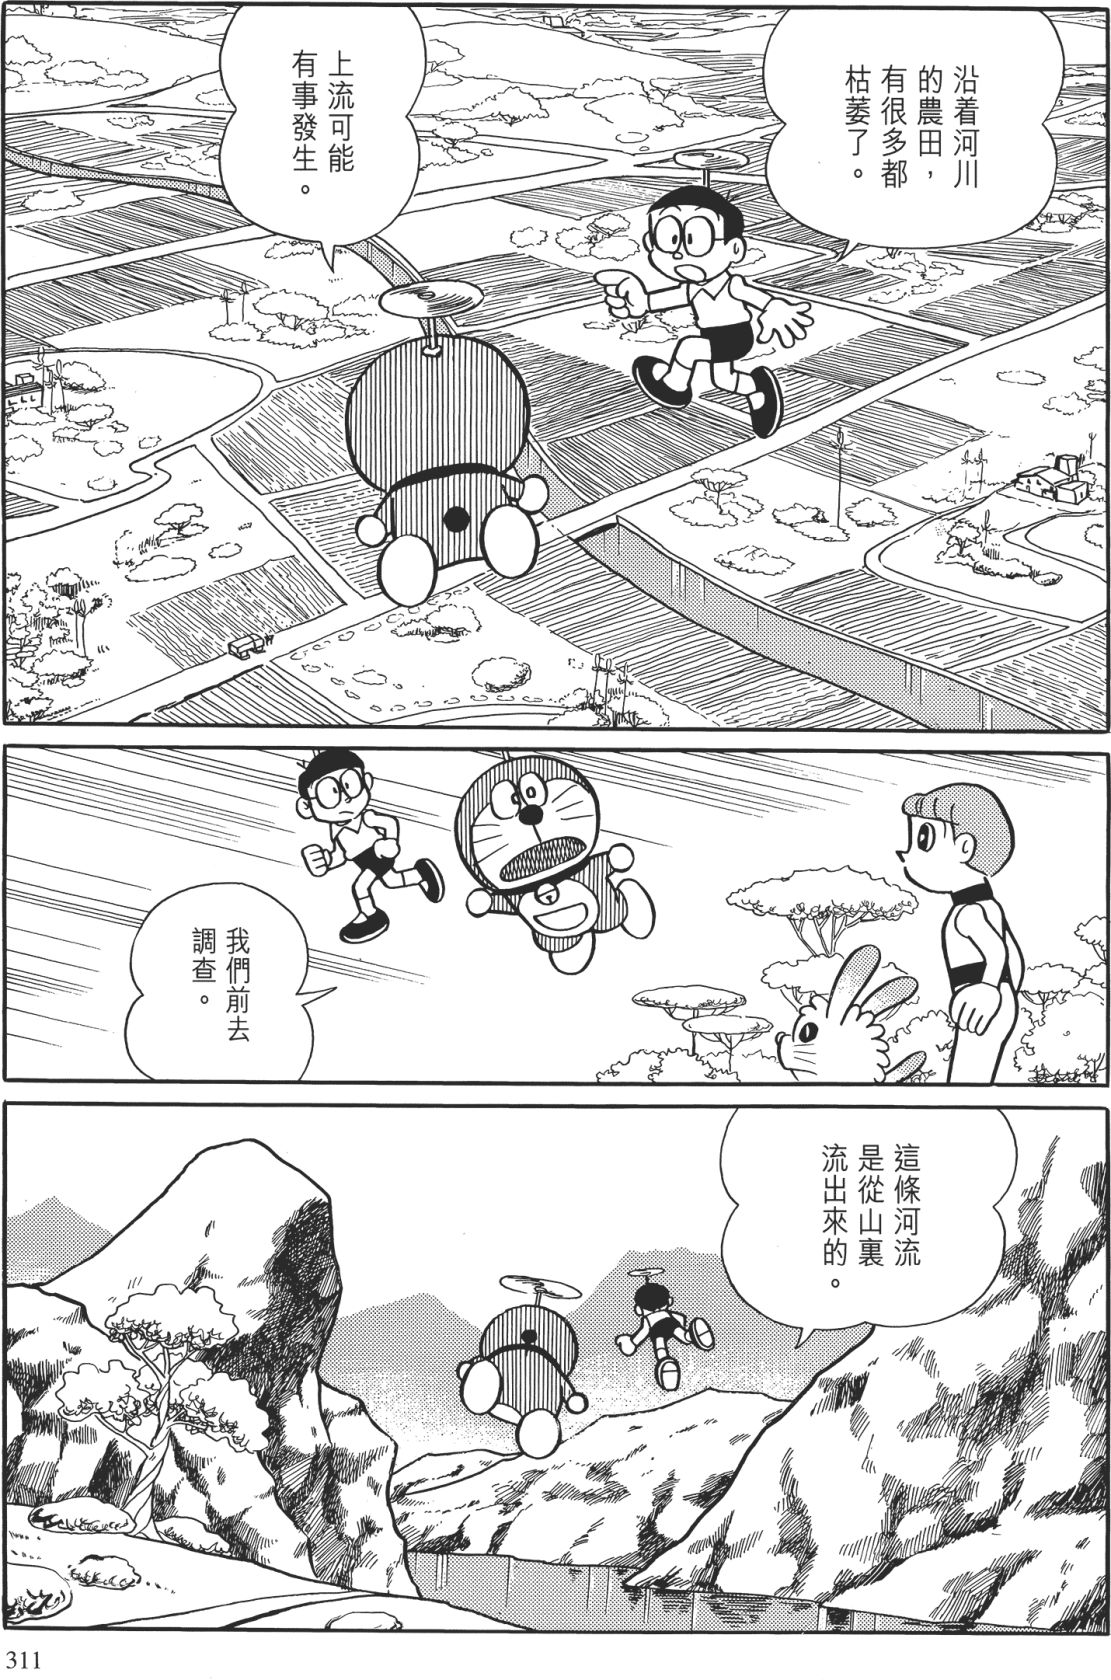 沿着河川
的農田，
有很多都
枯萎了。
上流可能
有事發生。
我們前去
調查。
這條河流
是從山裏
流出來的。
311